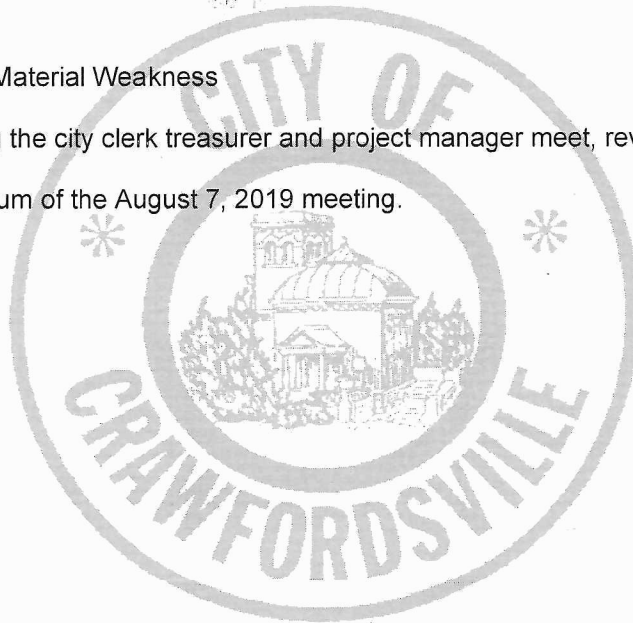 Material Weakness
the city clerk treasurer and project manager meet,
um of the August 7, 2019 meeting.
CITY OF
CRAWFORDSVILLE